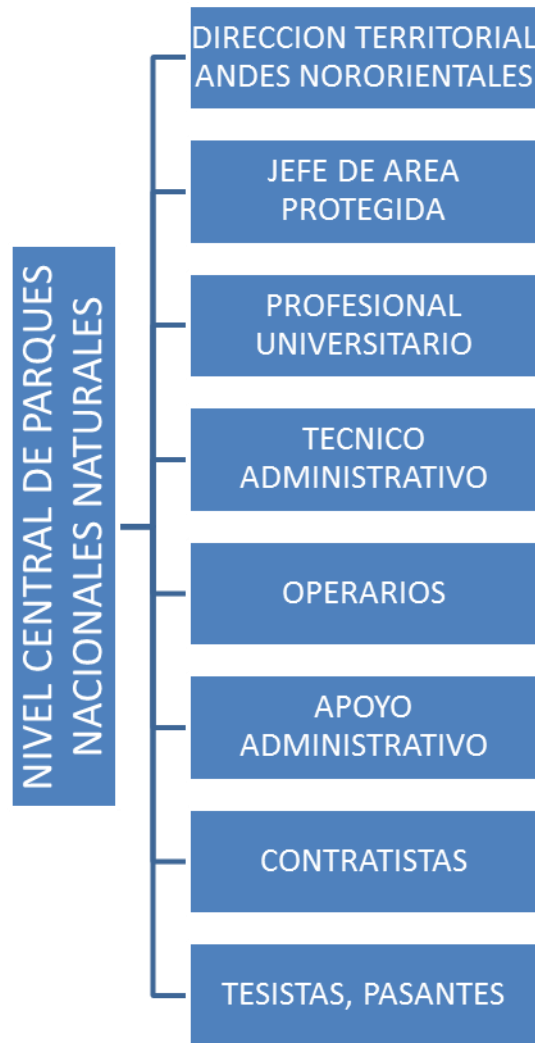 NIVEL CENTRAL DE PARQUES
NACIONALES NATURALES
DIRECCION TERRITORIAL
ANDES NORORIENTALES
JEFE DE AREA
PROTEGIDA
PROFESIONAL
UNIVERSITARIO
TECNICO
ADMINISTRATIVO
OPERARIOS
APOYO
ADMINISTRATIVO
CONTRATISTAS
TESISTAS, PASANTES